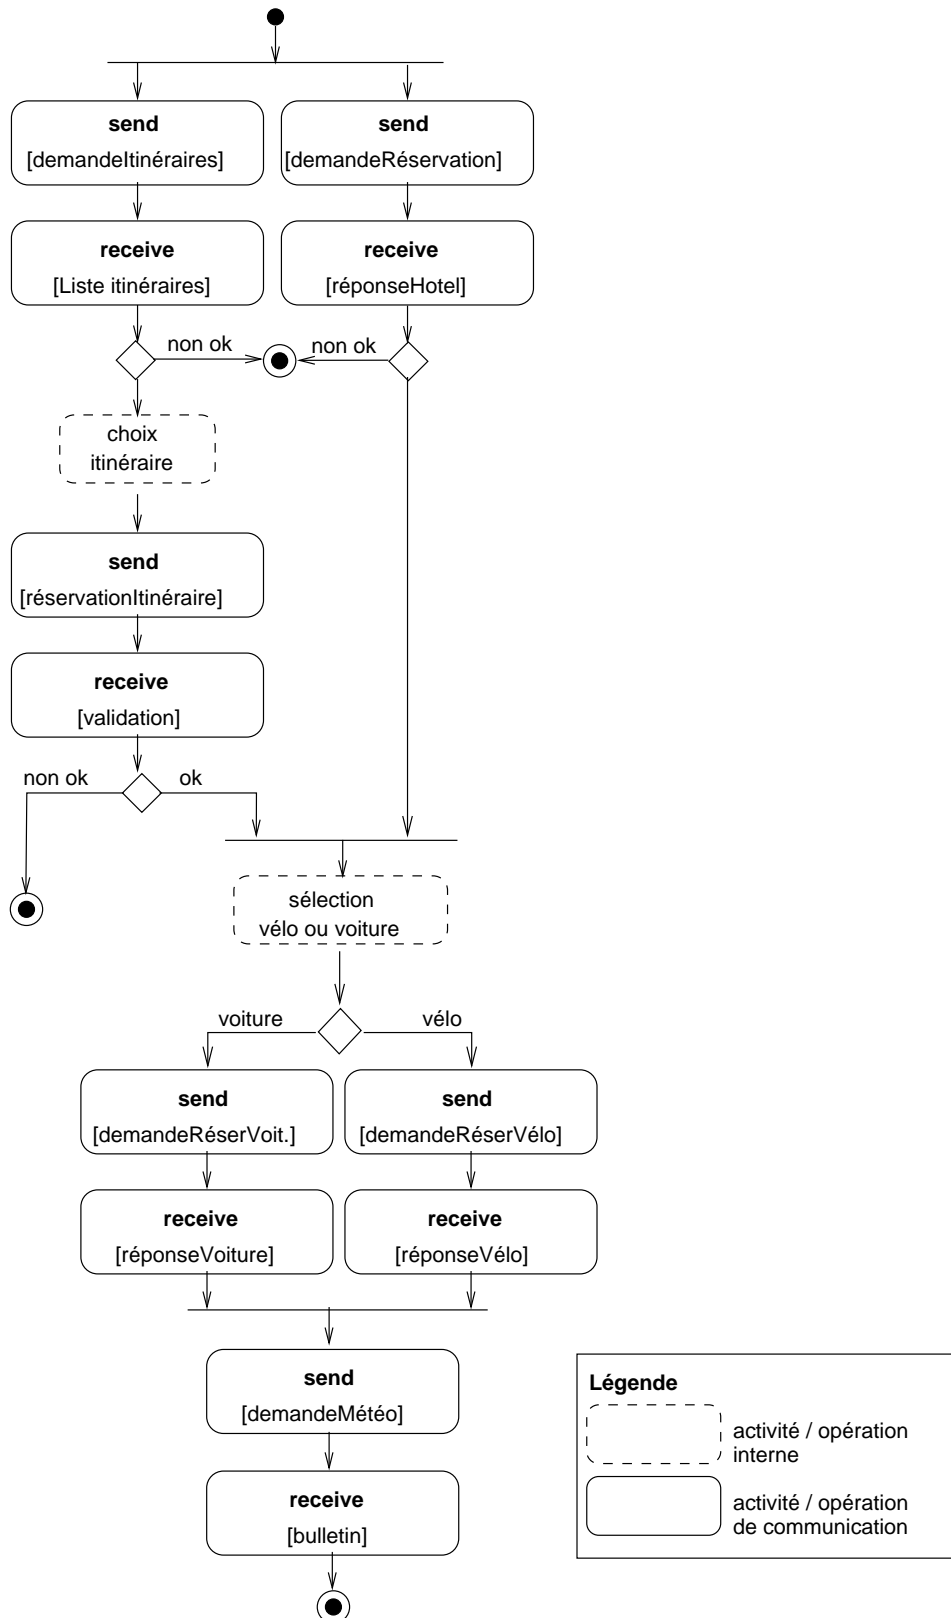 send
[demandeItinéraires]
send
[demandeRéservation]
receive
[Liste itinéraires]
receive
[réponseHotel]
non ok
non ok
choix
itinéraire
send
[réservationItinéraire]
receive
[validation]
non ok
ok
sélection
vélo ou voiture
voiture
vélo
send
[demandeRéserVoit.]
send
[demandeRéserVélo]
receive
[réponseVoiture]
receive
[réponseVélo]
send
[demandeMétéo]
receive
[bulletin]
Légende
activité / opération
interne
activité / opération
de communication